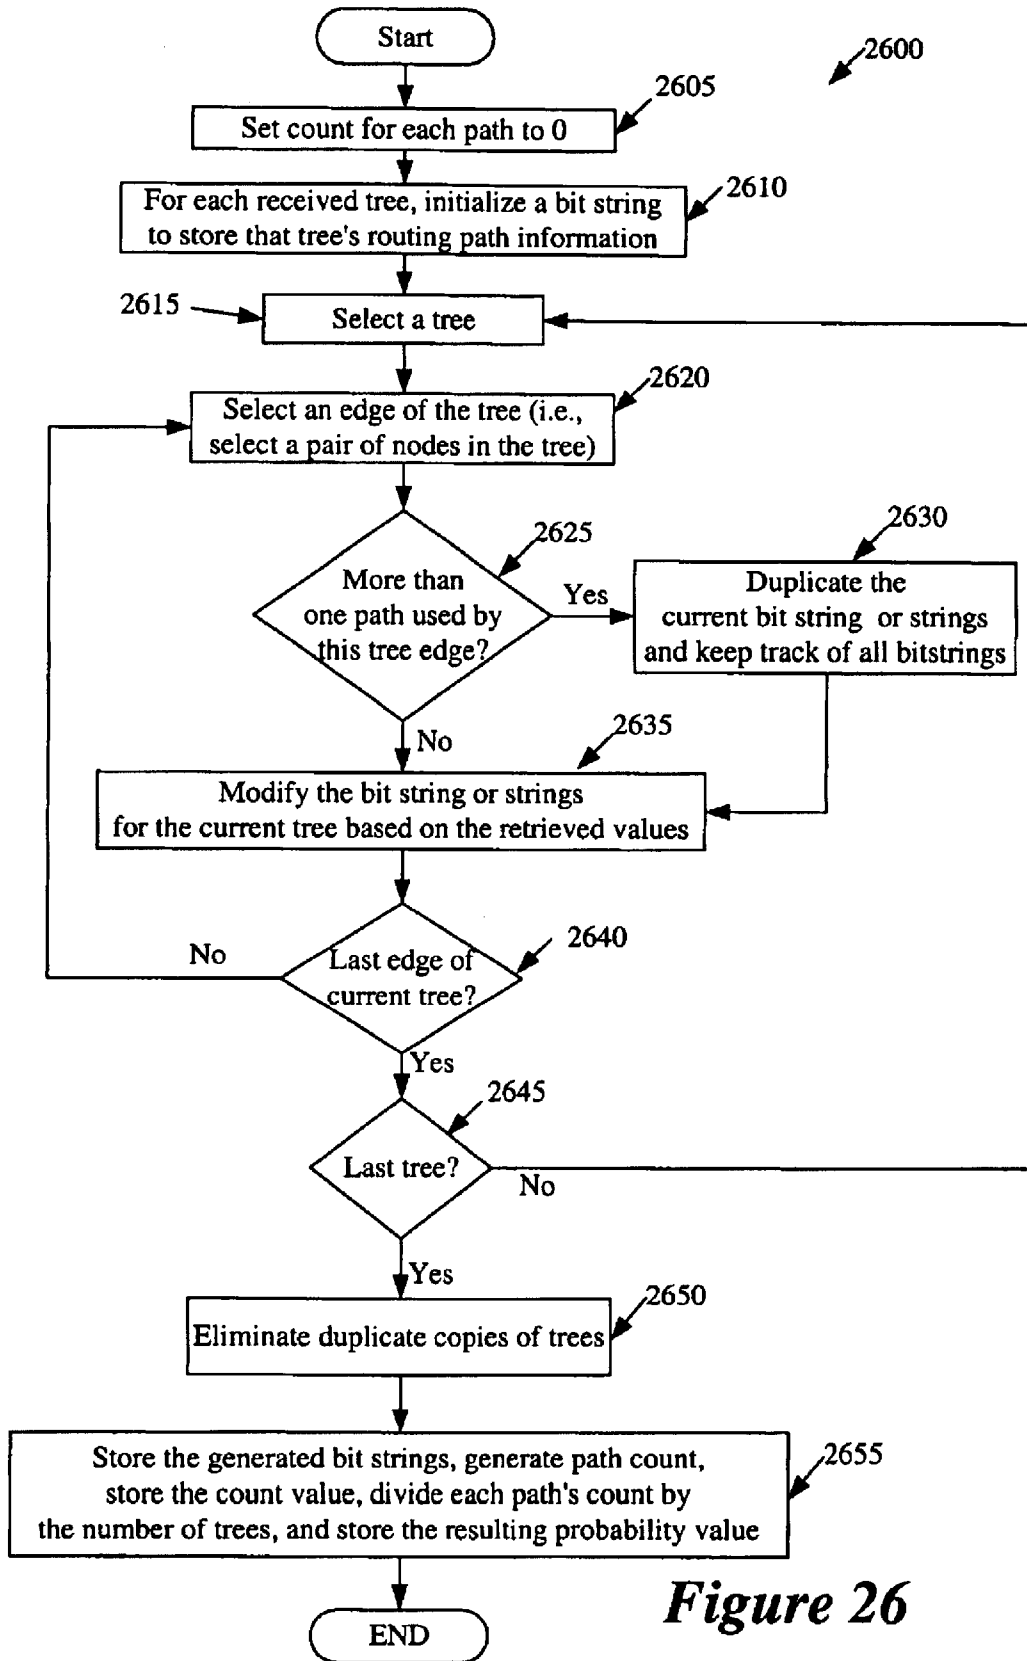 Start
2600
2605
Set count for each path to 0
2610
For each received tree, initialize a bit string
to store that tree's routing path information
2615
Select a tree
2620
Select an edge of the tree (i.e.,
select a pair of nodes in the tree)
2625
More than
one path used by
this tree edge?
Yes
2630
Duplicate the
current bit string or strings
and keep track of all bitstrings
No
2635
Modify the bit string or strings
for the current tree based on the retrieved values
No
2640
Last edge of
current tree?
Yes
2645
Last tree?
No
Yes
2650
Eliminate duplicate copies of trees
2655
Store the generated bit strings, generate path count,
store the count value, divide each path's count by
the number of trees, and store the resulting probability value
END
Figure 26